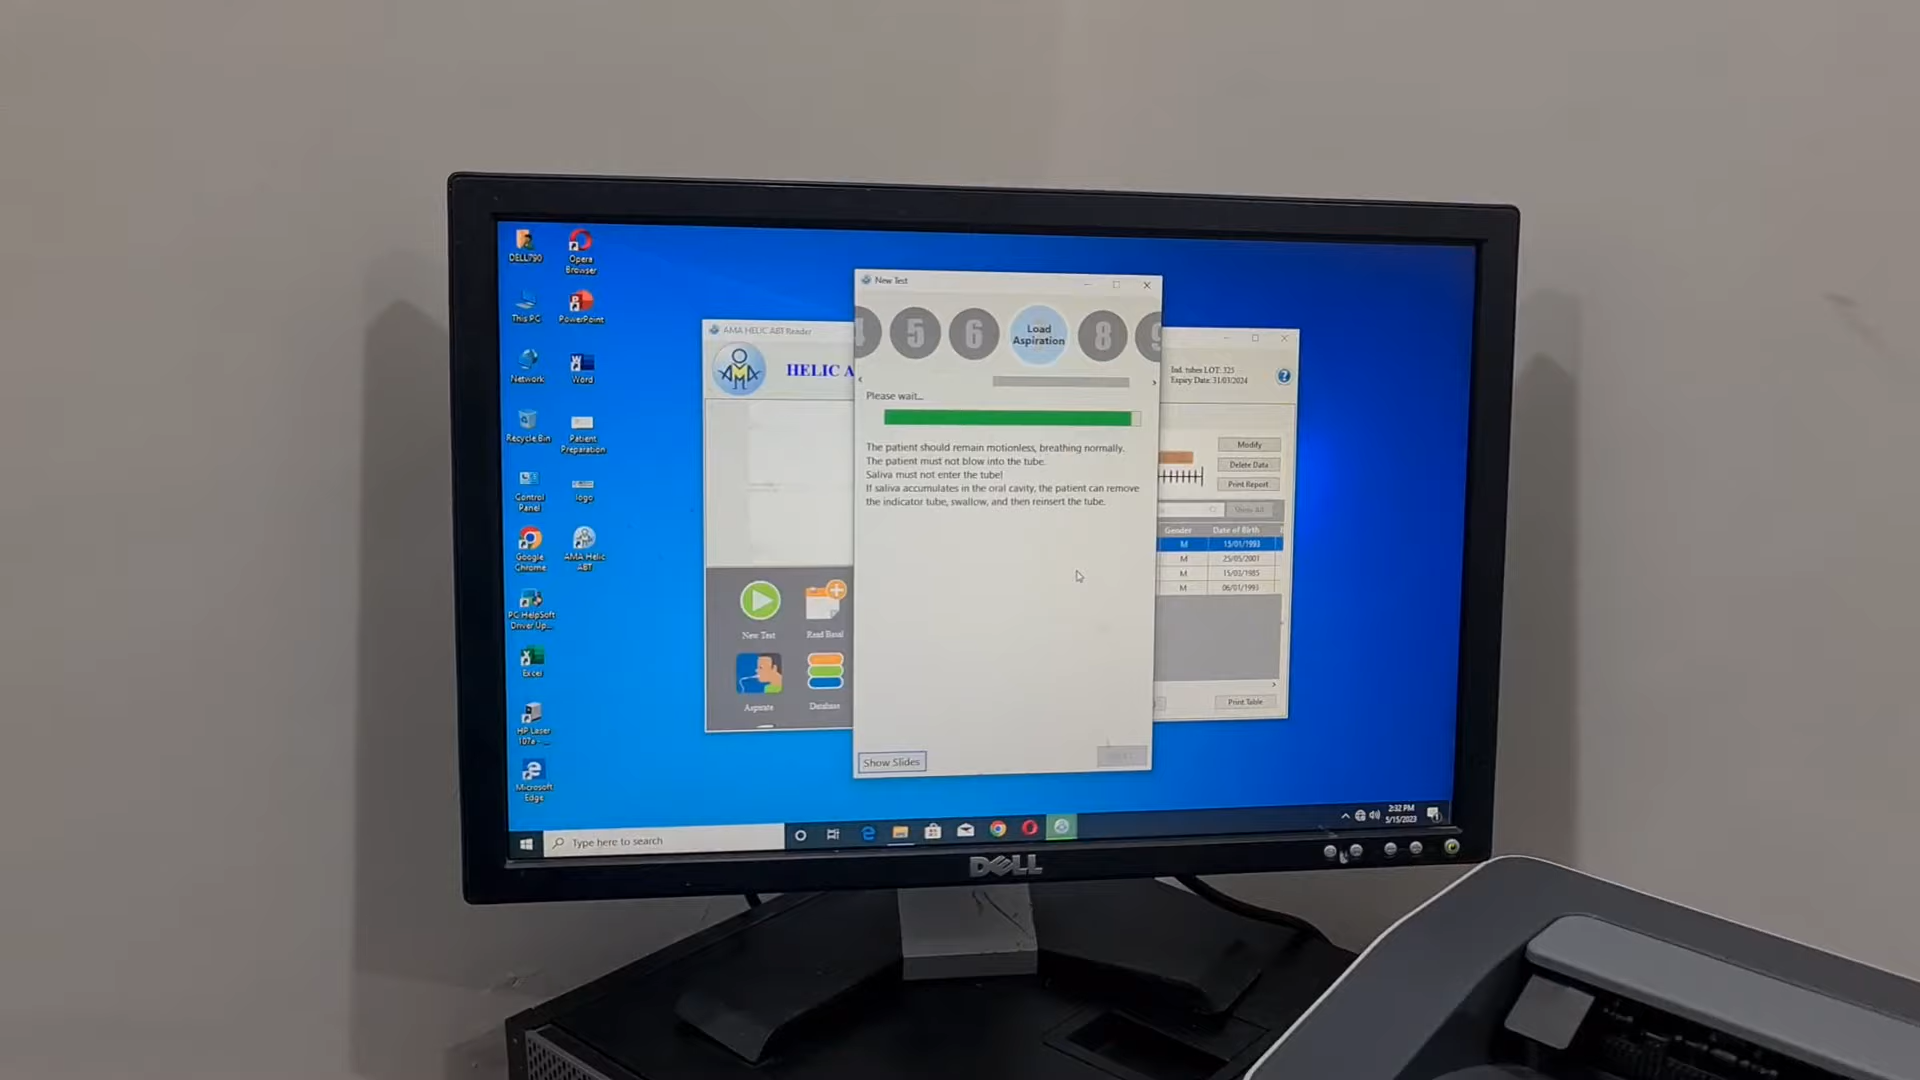 DELL790
Opera
Browser
This PC
PowerPoint
Network
Word
Recycle Bin
Patient
Preparation
Control
Panel
logo
Google
Chrome
AMA Helic
ABT
PC HelpSoft
Driver Up...
Excel
HP Laser
107a - ...
Microsoft
Edge
AMA HELIC ABT Reader
AMA
HELIC A
New Test
Read Basal
Aspirate
Database
New Test
4
5
6
Load
Aspiration
8
9
Please wait...
The patient should remain motionless, breathing normally.
The patient must not blow into the tube.
Saliva must not enter the tube!
If saliva accumulates in the oral cavity, the patient can remove
the indicator tube, swallow, and then reinsert the tube.
Show Slides
Ind. tubes LOT: 325
Expiry Date: 31/03/2024
Modify
Delete Data
Print Report
Show All
Gender Date of Birth
M 15/01/1993
M 25/05/2001
M 15/03/1985
M 06/01/1993
Print Table
Type here to search
2:32 PM
5/15/2023
DELL